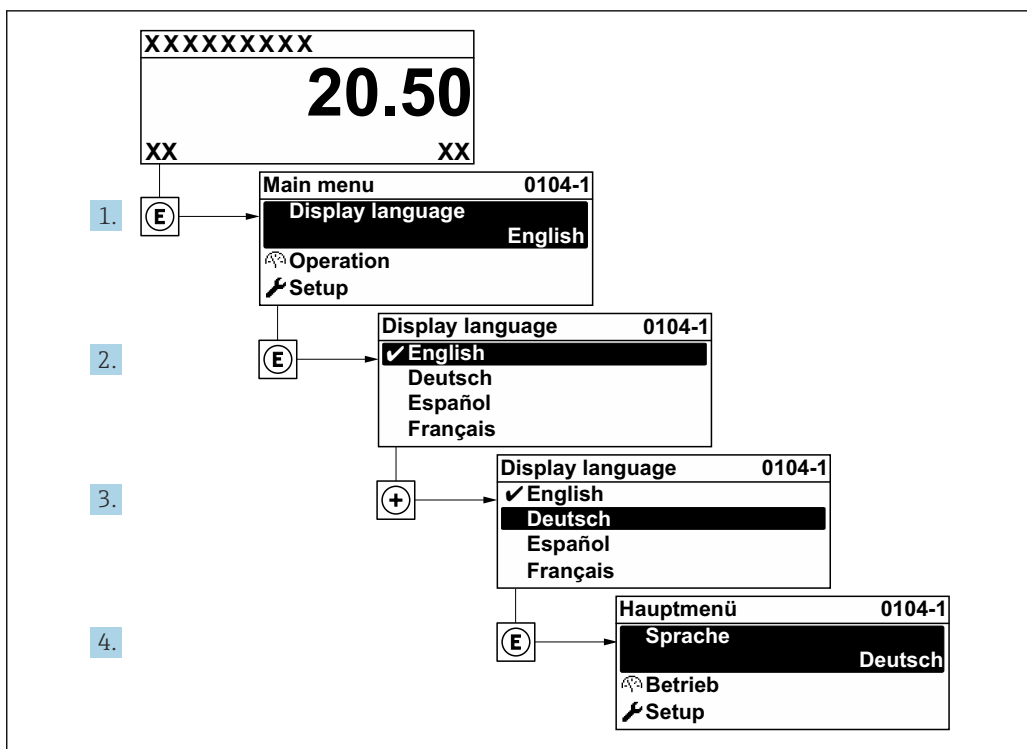 XXXXXXXXX
20.50
XX XX
1. E
Main menu 0104-1
Display language
English
Operation
Setup
2. E
Display language 0104-1
✔English
Deutsch
Español
Français
3. +
Display language 0104-1
✔English
Deutsch
Español
Français
4. E
Hauptmenü 0104-1
Sprache
Deutsch
Betrieb
Setup